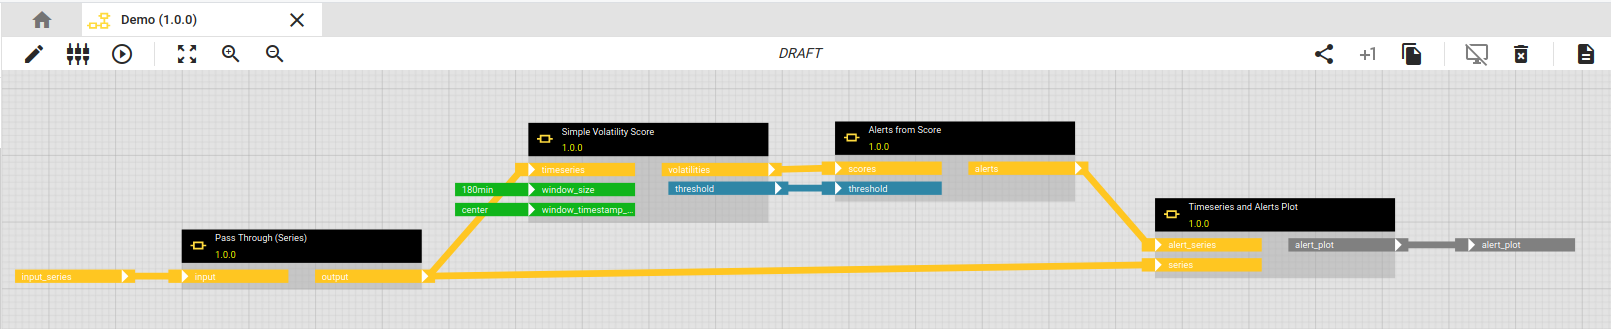 Demo (1.0.0)
DRAFT
+1
Simple Volatility Score
1.0.0
timeseries
volatilities
180min
window_size
threshold
center
window_timestamp_...
Alerts from Score
1.0.0
scores
alerts
threshold
Pass Through (Series)
1.0.0
input_series
input
output
Timeseries and Alerts Plot
1.0.0
alert_series
alert_plot
alert_plot
series